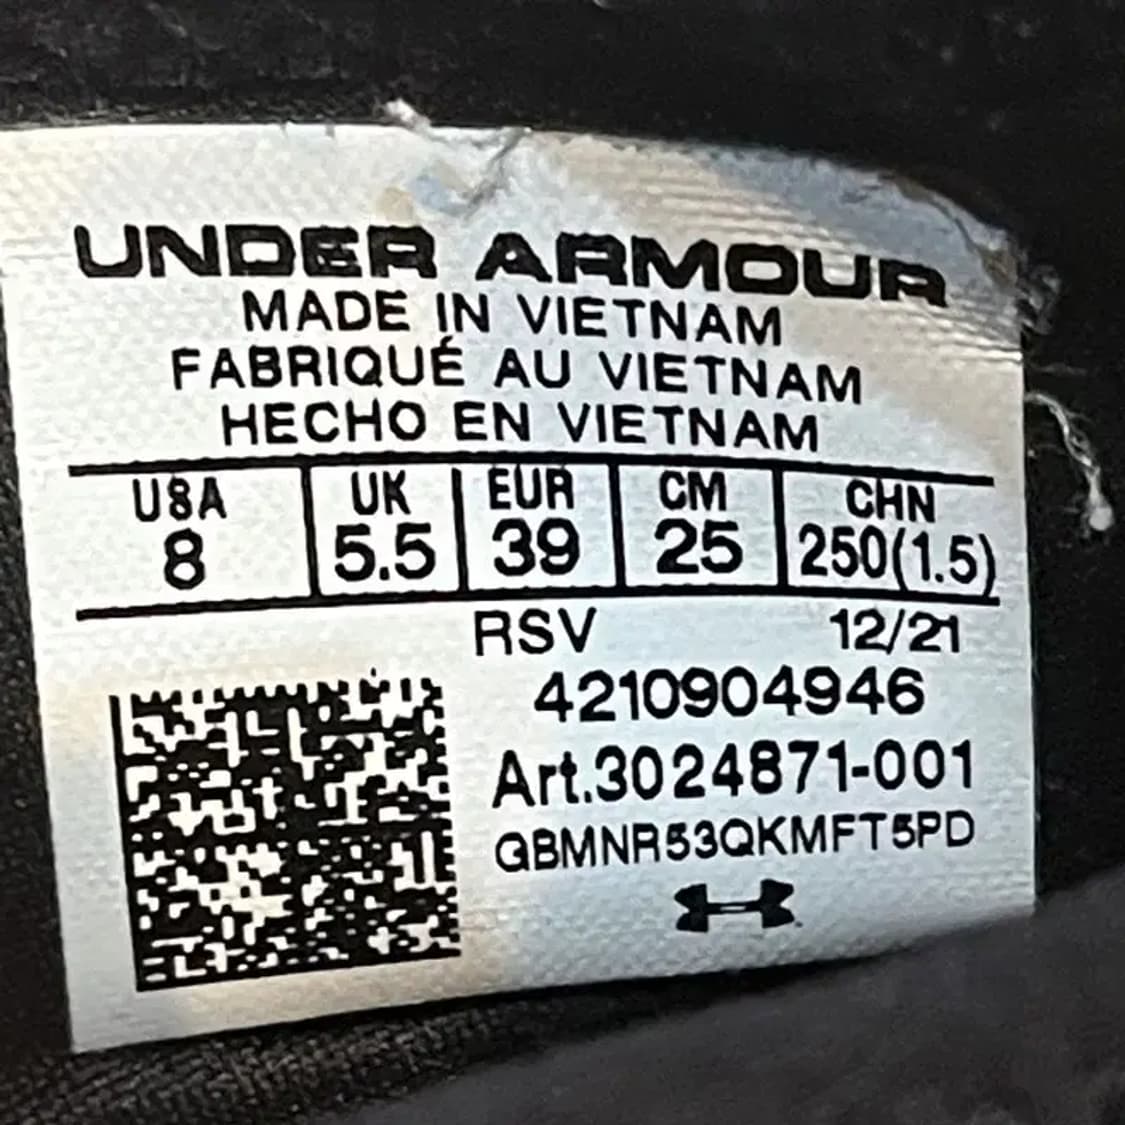 UNDER ARMOUR
MADE IN VIETNAM
FABRIQUÉ AU VIETNAM
HECHO EN VIETNAM
USA UK EUR CM CHN
8 5.5 39 25 250(1.5)
RSV 12/21
4210904946
Art.3024871-001
QBMNR53QKMFT5PD